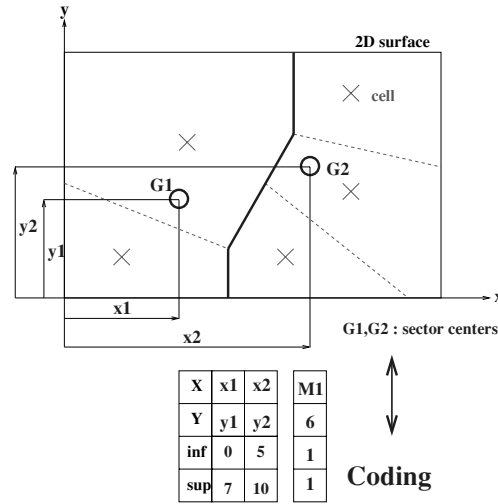 y
2D surface
cell
G1
G2
y2
y1
x1
x
x2
G1,G2 : sector centers
X x1 x2 M1
Y y1 y2 6
inf 0 5 1
sup 7 10 1
Coding